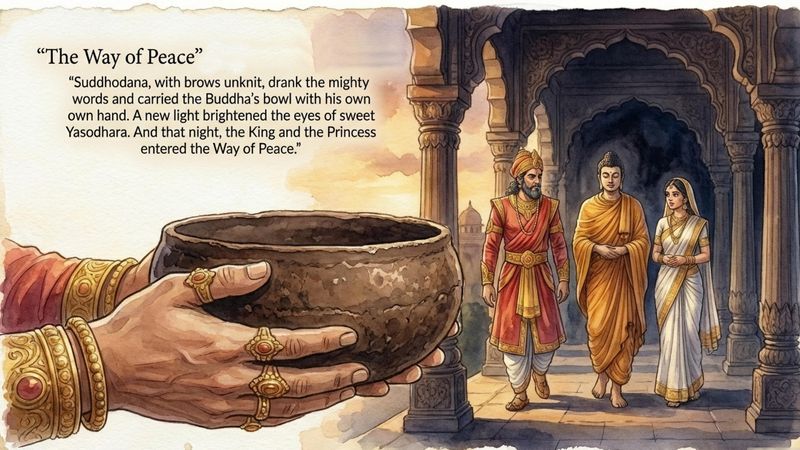 “The Way of Peace”
“Suddhodana, with brows unknit, drank the mighty
words and carried the Buddha’s bowl with his own
own hand. A new light brightened the eyes of sweet
Yasodhara. And that night, the King and the Princess
entered the Way of Peace.”